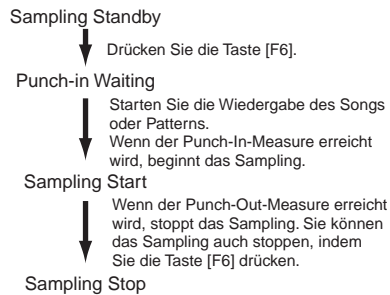 Sampling Standby
Drücken Sie die Taste [F6].
Punch-in Waiting
Starten Sie die Wiedergabe des Songs
oder Patterns.
Wenn der Punch-In-Measure erreicht
wird, beginnt das Sampling.
Sampling Start
Wenn der Punch-Out-Measure erreicht
wird, stoppt das Sampling. Sie können
das Sampling auch stoppen, indem
Sie die Taste [F6] drücken.
Sampling Stop